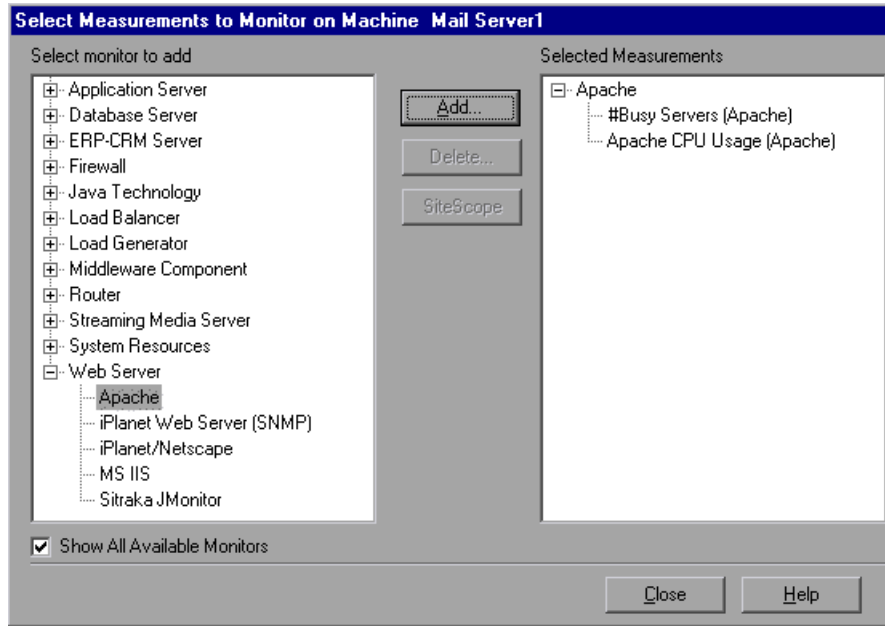 Select Measurements to Monitor on Machine Mail Server1
Select monitor to add
Application Server
Database Server
ERP-CRM Server
Firewall
Java Technology
Load Balancer
Load Generator
Middleware Component
Router
Streaming Media Server
System Resources
Web Server
Apache
iPlanet Web Server (SNMP)
iPlanet/Netscape
MS IIS
Sitraka JMonitor
Show All Available Monitors
Add...
Delete...
SiteScope
Selected Measurements
Apache
#Busy Servers (Apache)
Apache CPU Usage (Apache)
Close
Help